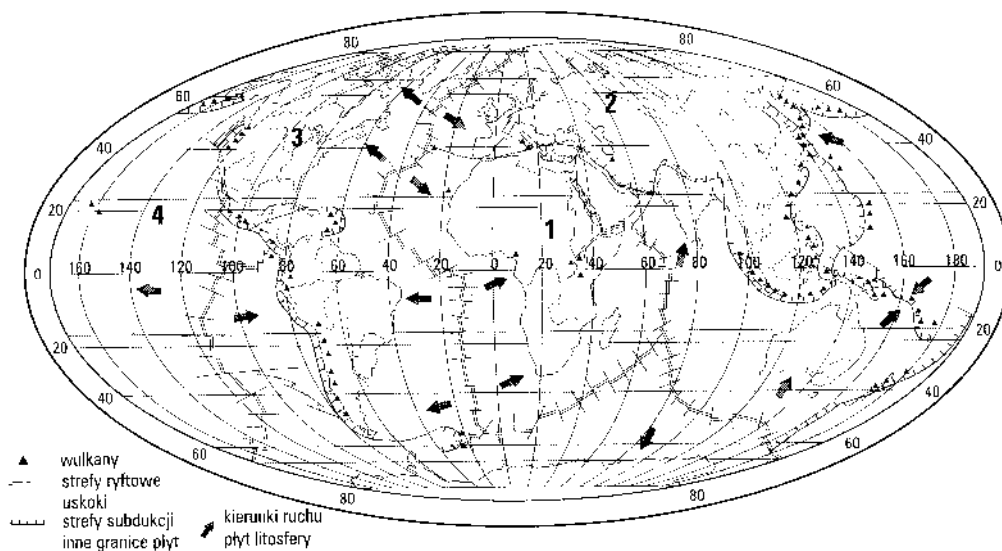 80 80
60 60
2
3
40 40
1
20 4 20
0 160 140 120 100 80 60 40 20 0 20 40 60 80 100 120 140 160 180 0
20 20
40 40
60 60
80 80
wulkany
strefy ryftowe
uskoki
strefy subdukcji
inne granice płyt
kierunki ruchu
płyt litosfery